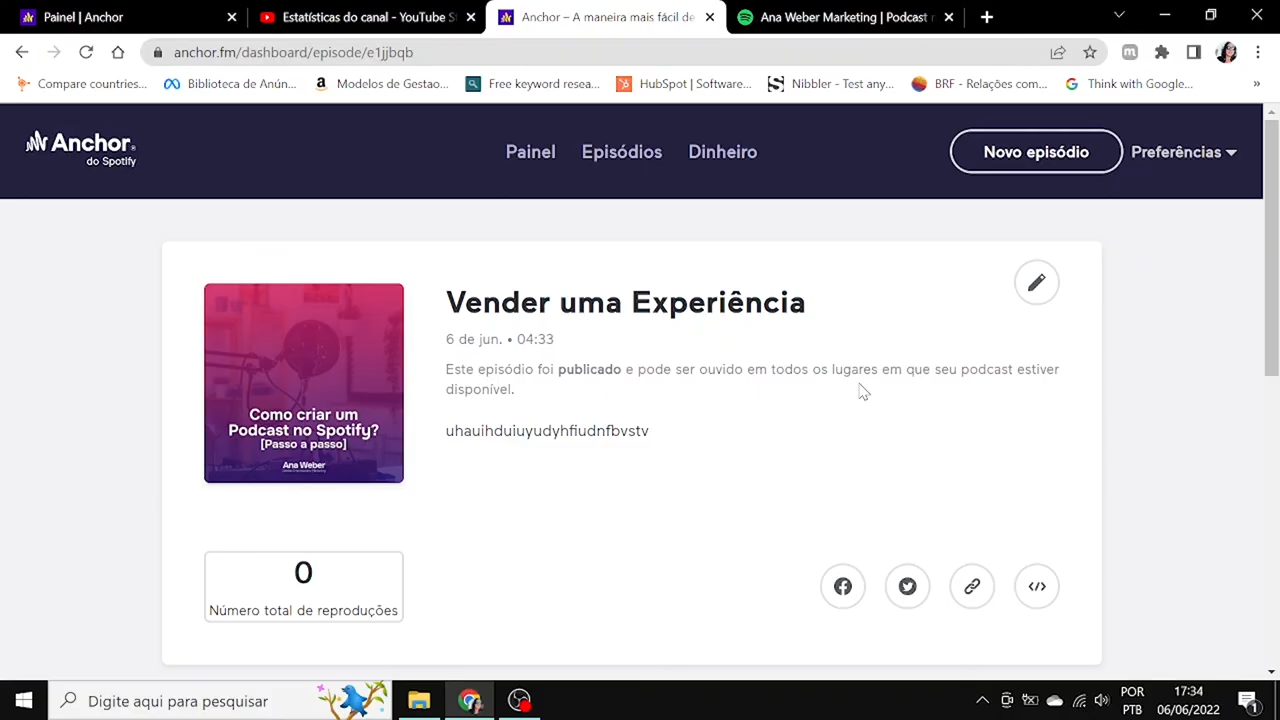 Painel | Anchor
Estatísticas do canal - YouTube S
Anchor – A maneira mais fácil de
Ana Weber Marketing | Podcast
anchor.fm/dashboard/episode/e1jjbqb
Compare countries...
Biblioteca de Anún...
Modelos de Gestao...
Free keyword resea...
HubSpot | Software...
Nibbler - Test any...
BRF - Relações com...
Think with Google...
»
Anchor
do Spotify
Painel
Episódios
Dinheiro
Novo episódio
Preferências
Vender uma Experiência
6 de jun. • 04:33
Este episódio foi publicado e pode ser ouvido em todos os lugares em que seu podcast estiver
disponível.
uhauihduiuyudyhfiudnfbvstv
Como criar um
Podcast no Spotify?
[Passo a passo]
Ana Weber
0
Número total de reproduções
Digite aqui para pesquisar
POR
PTB
17:34
06/06/2022
1